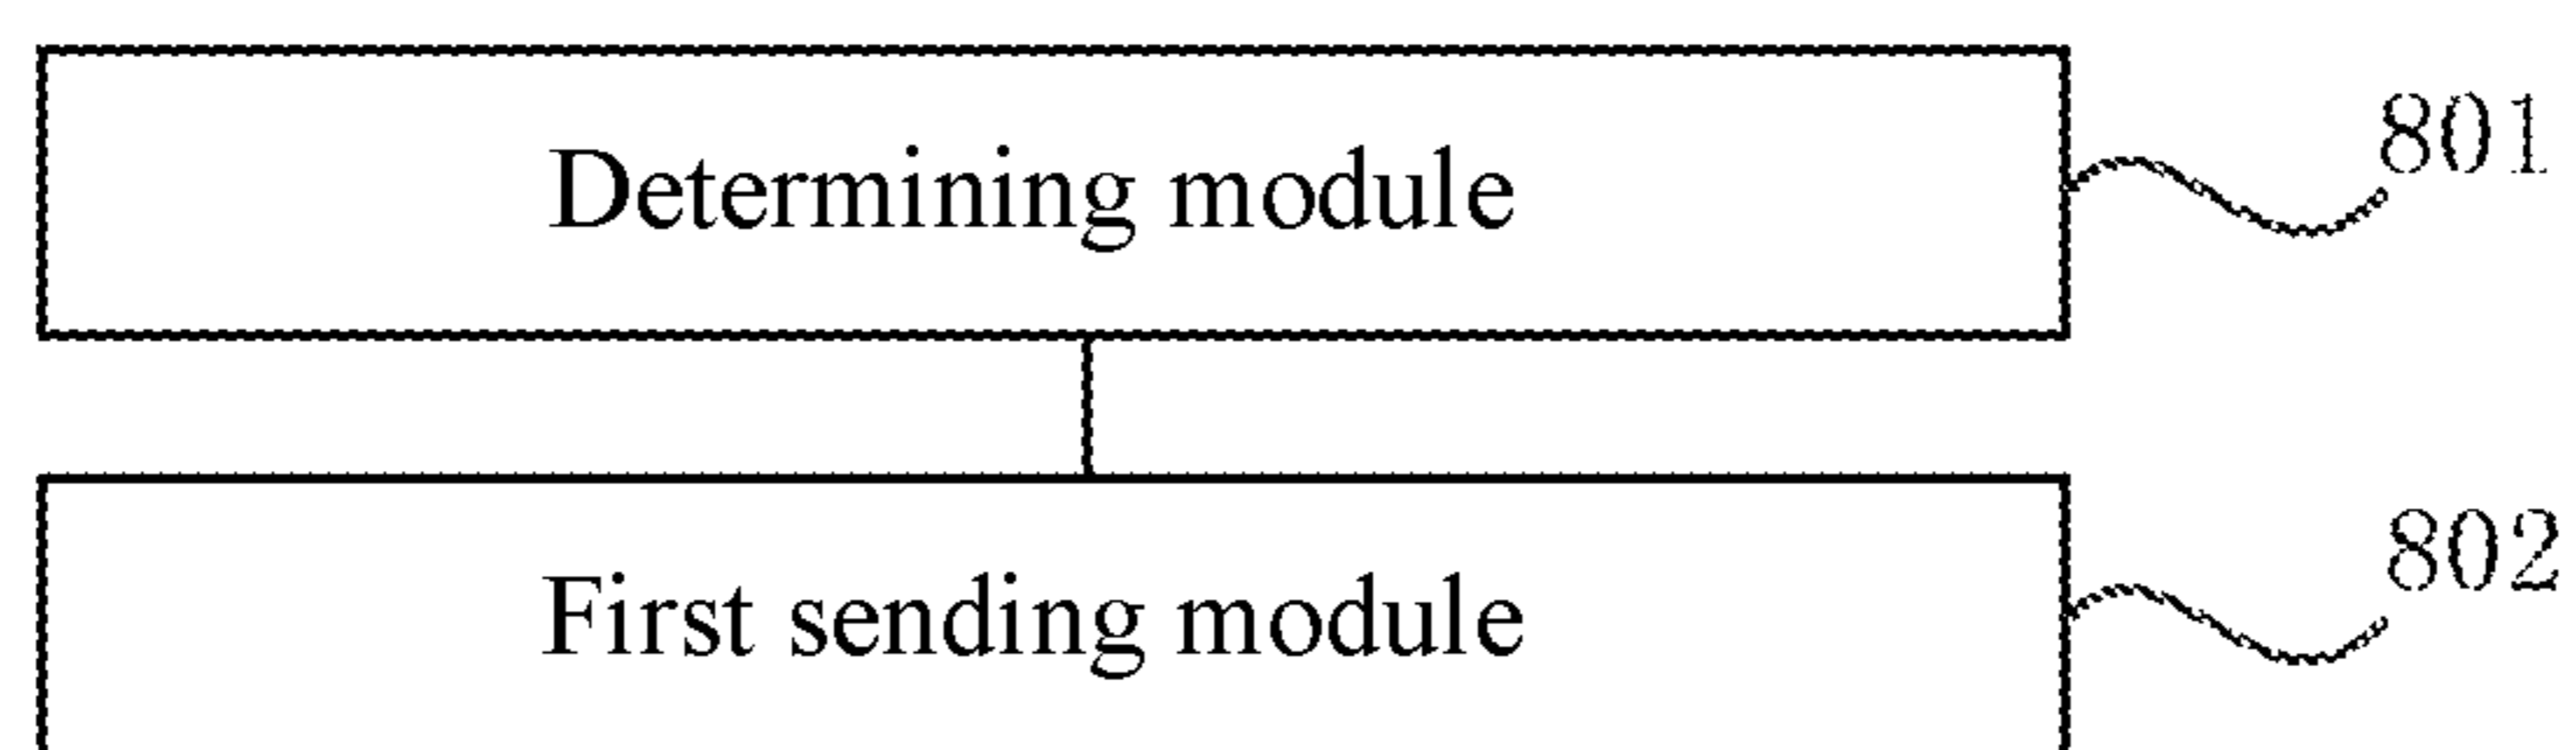 Determining module
801
First sending module
802